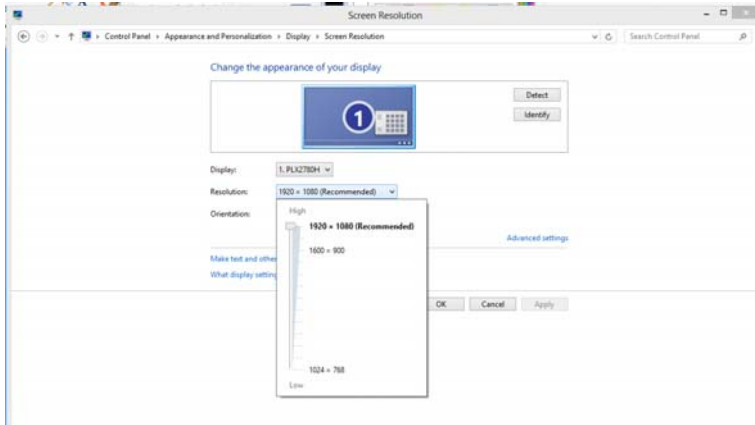 Screen Resolution
Control Panel › Appearance and Personalization › Display › Screen Resolution
Search Control Panel
Change the appearance of your display
1
Detect
Identify
Display: 1. PLX2780H
Resolution: 1920 × 1080 (Recommended)
Orientation:
High
1920 × 1080 (Recommended)
1600 × 900
1024 × 768
Low
Advanced settings
Make text and other
What display setting
OK Cancel Apply